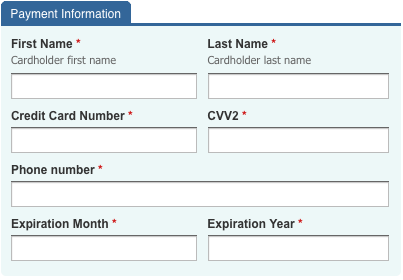 Payment Information
First Name * Last Name *
Cardholder first name Cardholder last name
Credit Card Number * CVV2 *
Phone number *
Expiration Month * Expiration Year *